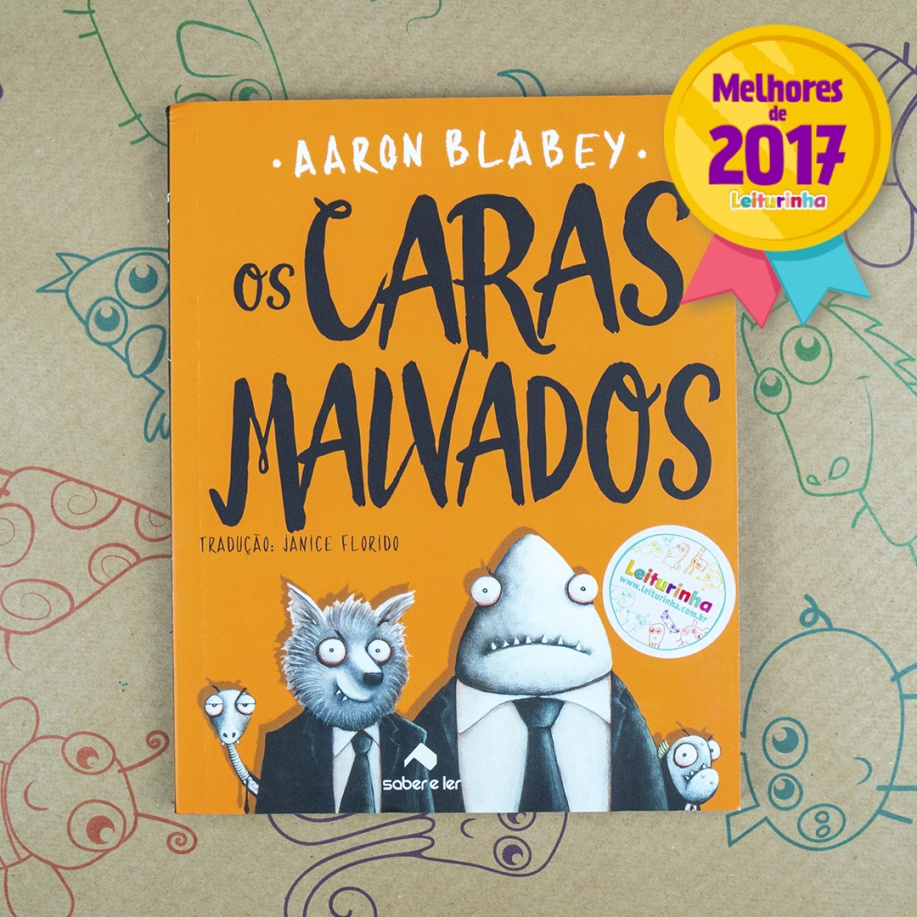 Melhores
de
2017
Leiturinha
• AARON BLABEY •
OS CARAS
MALVADOS
TRADUÇÃO: JANICE FLORIDO
Leiturinha
www.leiturinha.com.br
saber e ler